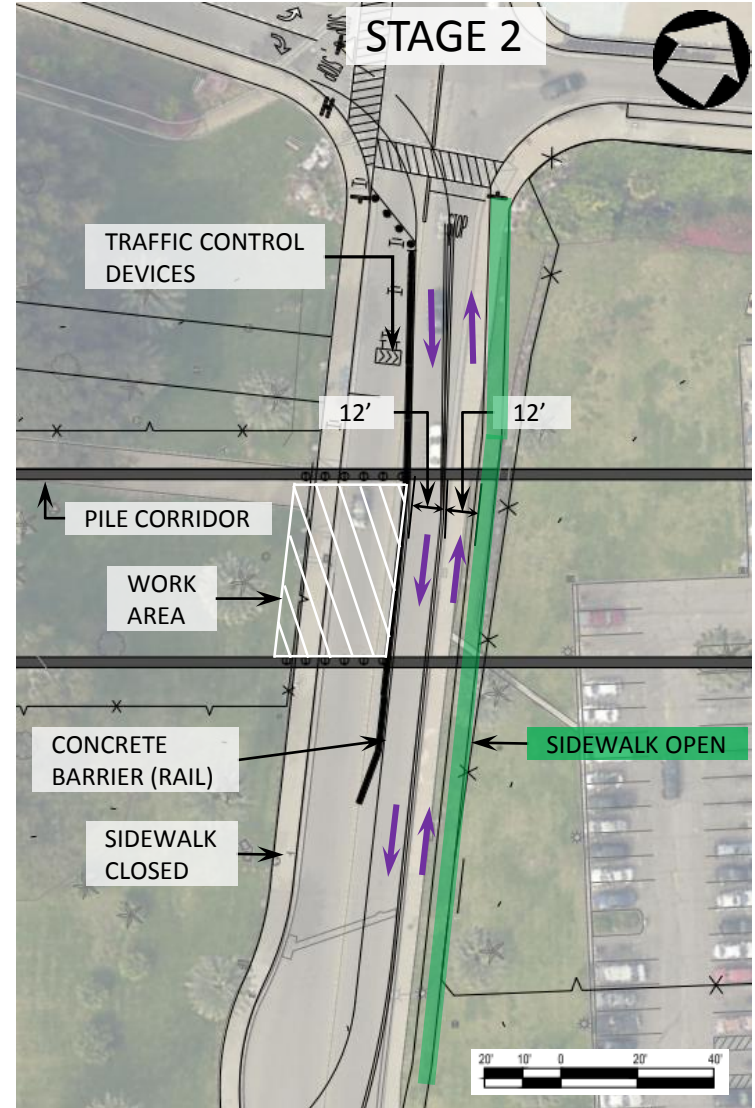 STAGE 2
STOP
STOP
TRAFFIC CONTROL
DEVICES
12’
12’
PILE CORRIDOR
WORK
AREA
CONCRETE
BARRIER (RAIL)
SIDEWALK OPEN
SIDEWALK
CLOSED
20' 10' 0 20' 40'